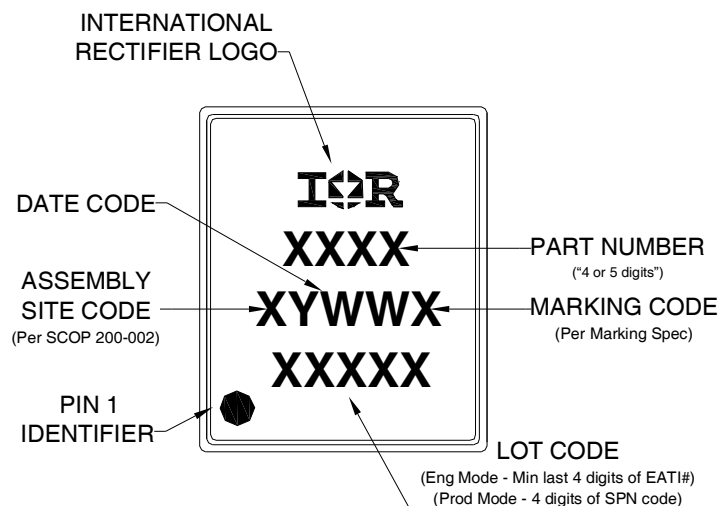 INTERNATIONAL
RECTIFIER LOGO
IOR
DATE CODE
XXXX
PART NUMBER
(“4 or 5 digits”)
ASSEMBLY
SITE CODE
(Per SCOP 200-002)
XYWWX
MARKING CODE
(Per Marking Spec)
XXXXX
PIN 1
IDENTIFIER
LOT CODE
(Eng Mode - Min last 4 digits of EATI#)
(Prod Mode - 4 digits of SPN code)